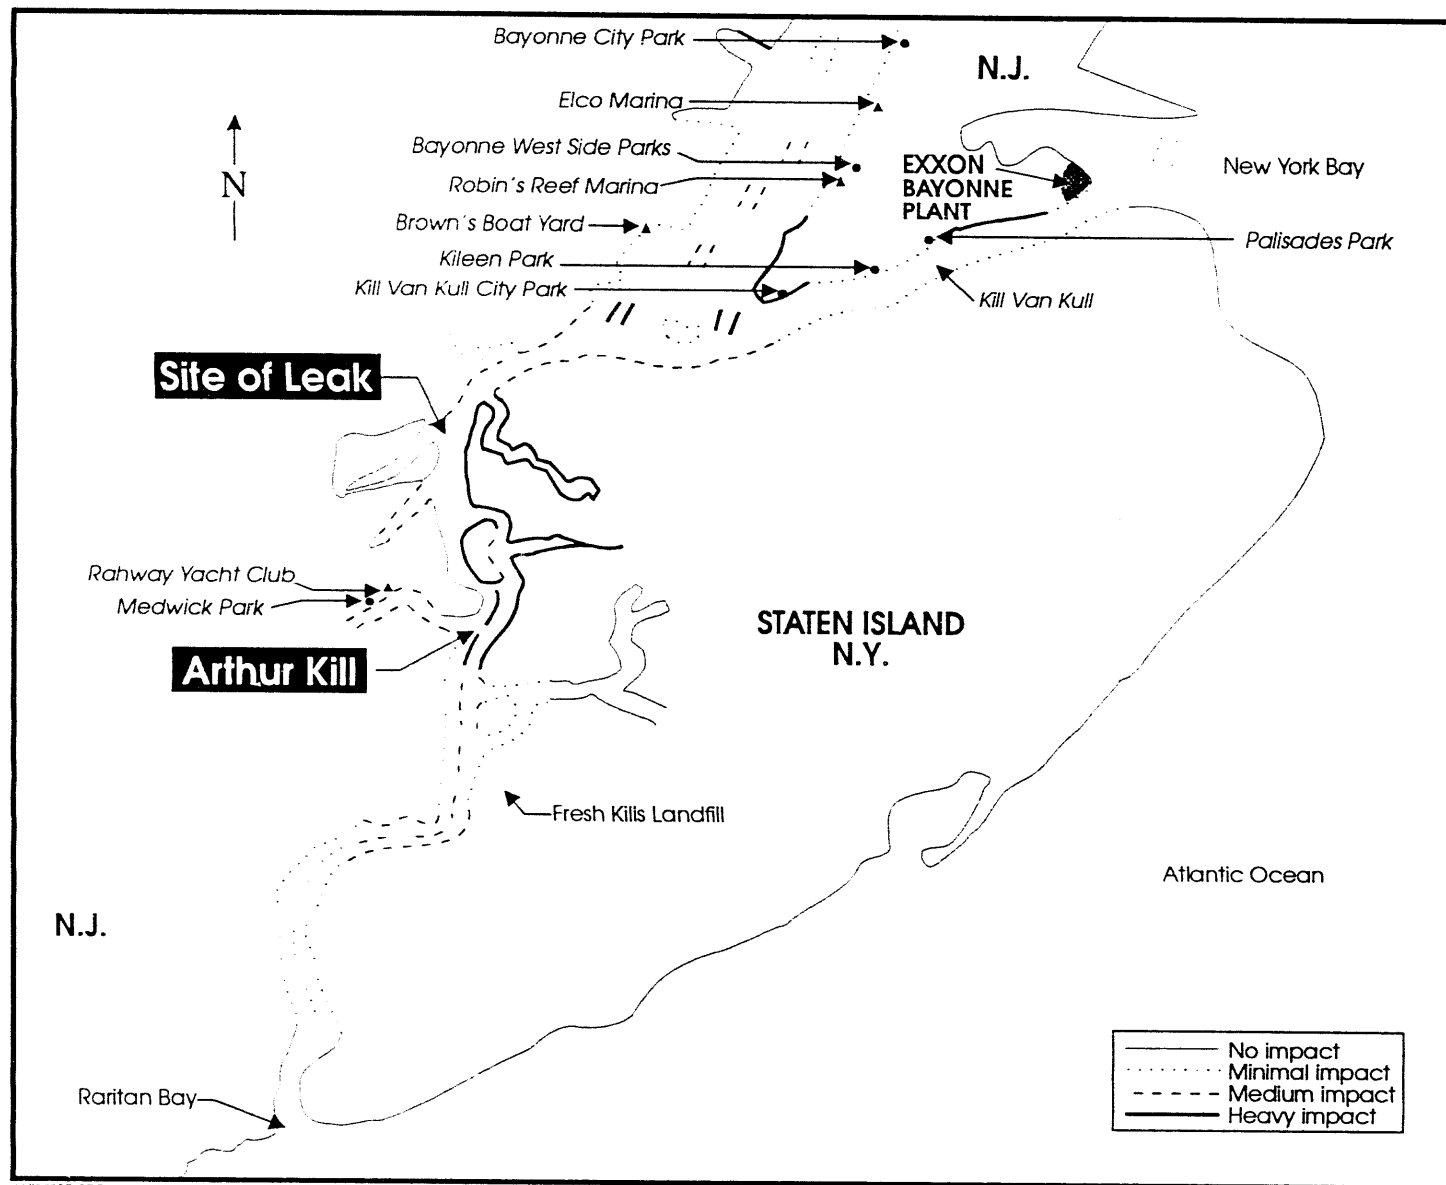 Bayonne City Park
N.J.
Elco Marina
Bayonne West Side Parks
EXXON
BAYONNE
PLANT
New York Bay
N
Robin's Reef Marina
Brown's Boat Yard
Palisades Park
Kileen Park
Kill Van Kull City Park
Kill Van Kull
Site of Leak
Rahway Yacht Club
Medwick Park
STATEN ISLAND
N.Y.
Arthur Kill
Fresh Kills Landfill
Atlantic Ocean
N.J.
No impact
Minimal impact
Medium impact
Heavy impact
Raritan Bay